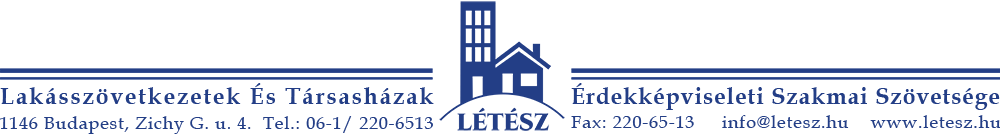 Lakásszövetkezetek És Társasházak
1146 Budapest, Zichy G. u. 4. Tel.: 06-1/ 220-6513
LÉTÉSZ
Érdekképviseleti Szakmai Szövetsége
Fax: 220-65-13 info@letesz.hu www.letesz.hu